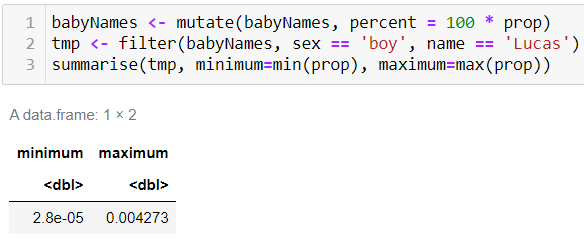 1 babyNames <- mutate(babyNames, percent = 100 * prop)
2 tmp <- filter(babyNames, sex == 'boy', name == 'Lucas')
3 summarise(tmp, minimum=min(prop), maximum=max(prop))
A data.frame: 1 × 2
minimum maximum
<dbl> <dbl>
2.8e-05 0.004273